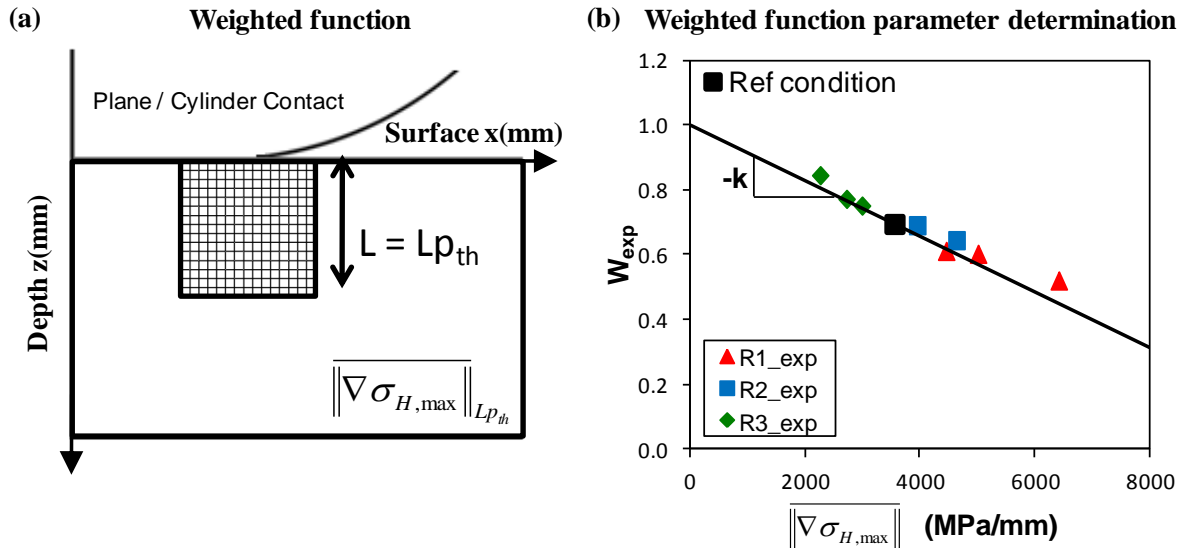 (a) Weighted function
Plane / Cylinder Contact
Surface x(mm)
Depth z(mm)
L = Lp_th
‖∇σ_H,max‖_Lp_th
(b) Weighted function parameter determination
W_exp
1.2
1.0
0.8
0.6
0.4
0.2
0.0
Ref condition
-k
R1_exp
R2_exp
R3_exp
0 2000 4000 6000 8000
‖∇σ_H,max‖ (MPa/mm)